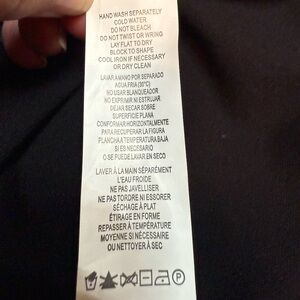 HAND WASH SEPARATELY
COLD WATER
DO NOT BLEACH
DO NOT TWIST OR WRING
LAY FLAT TO DRY
BLOCK TO SHAPE
COOL IRON IF NECESSARY
OR DRY CLEAN
LAVAR A MANO POR SEPARADO
AGUA FRIA (30°C)
NO USAR BLANQUEADOR
NO EXPRIMIR NI ESTRUJAR
DEJAR SECAR SOBRE
SUPERFICIE PLANA
CONFORMAR HORIZONTALMENTE
PARA RECUPERAR LA FIGURA
PLANCHA A TEMPERATURA BAJA
SI ES NECESARIO
O SE PUEDE LAVAR EN SECO
LAVER À LA MAIN SÉPARÉMENT
L'EAU FROIDE
NE PAS JAVELLISER
NE PAS TORDRE NI ESSORER
SÉCHAGE À PLAT
ÉTIRAGE EN FORME
REPASSER À TEMPÉRATURE
MOYENNE SI NÉCESSAIRE
OU NETTOYER À SEC
P